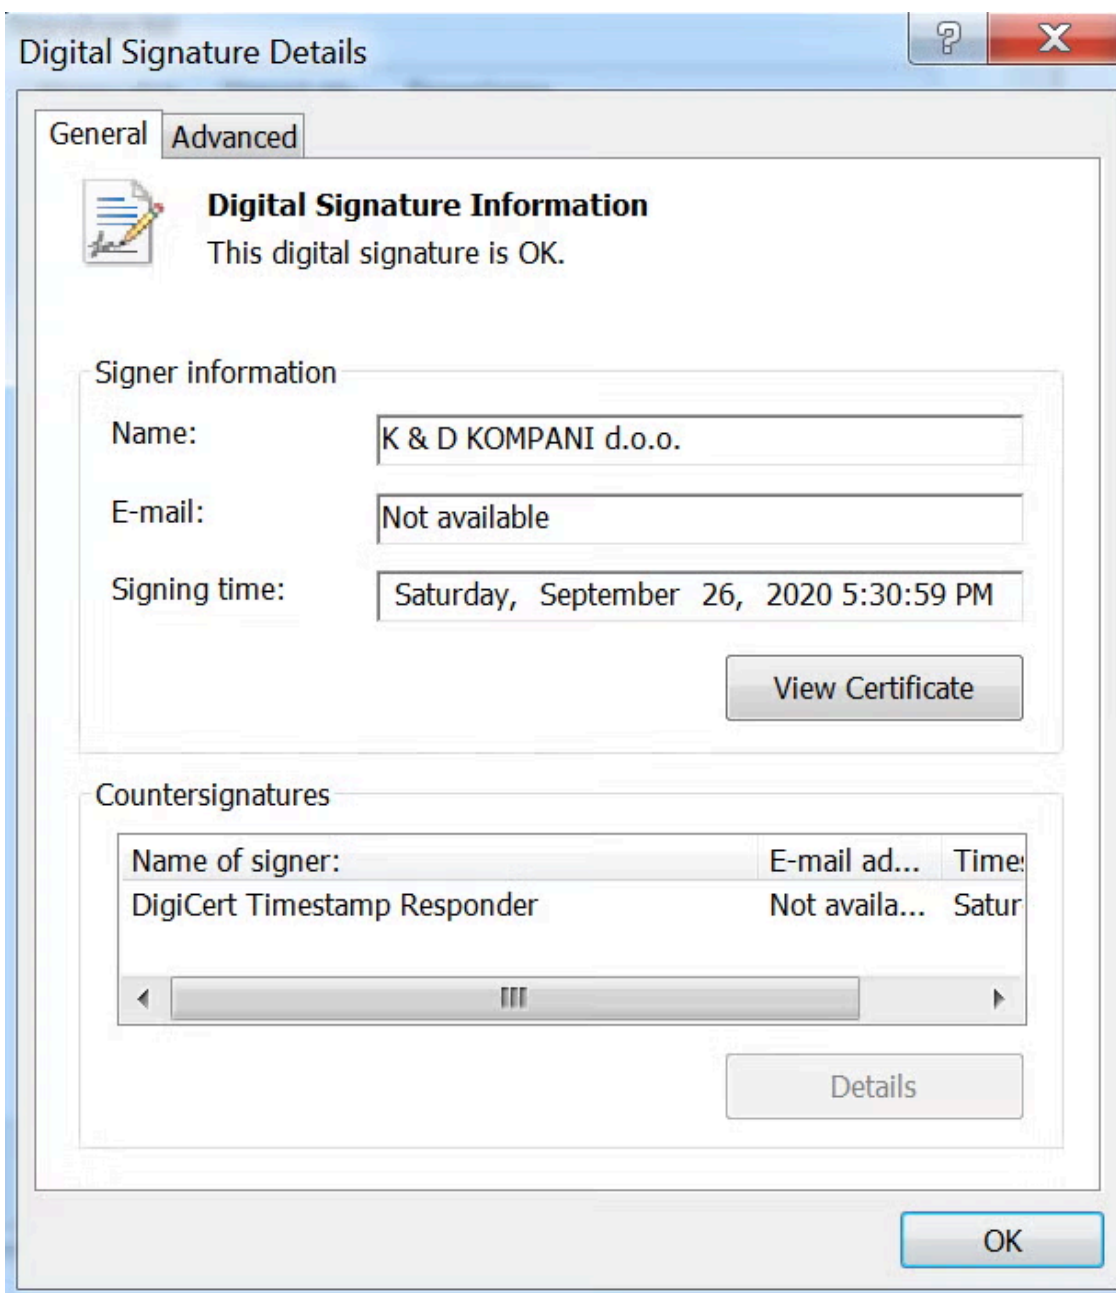 Digital Signature Details
General Advanced
Digital Signature Information
This digital signature is OK.
Signer information
Name: K & D KOMPANI d.o.o.
E-mail: Not available
Signing time: Saturday, September 26, 2020 5:30:59 PM
View Certificate
Countersignatures
Name of signer: E-mail ad... Times
DigiCert Timestamp Responder Not availa... Satur
Details
OK